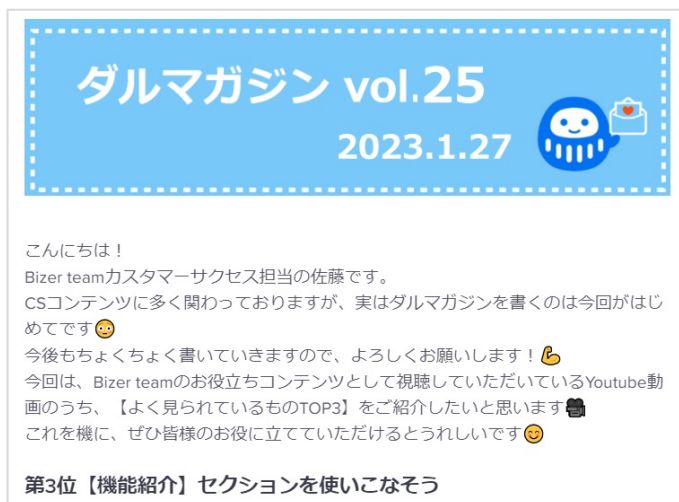 ダルマガジン vol.25
2023.1.27
こんにちは！
Bizer teamカスタマーサクセス担当の佐藤です。
CSコンテンツに多く関わっておりますが、実はダルマガジンを書くのは今回がはじ
めてです😳
今後もちょくちょく書いていきますので、よろしくお願いします！💪
今回は、Bizer teamのお役立ちコンテンツとして視聴していただいているYoutube動
画のうち、【よく見られているものTOP3】をご紹介したいと思います🎥
これを機に、ぜひ皆様のお役に立てていただけるとうれしいです😊
第3位【機能紹介】セクションを使いこなそう